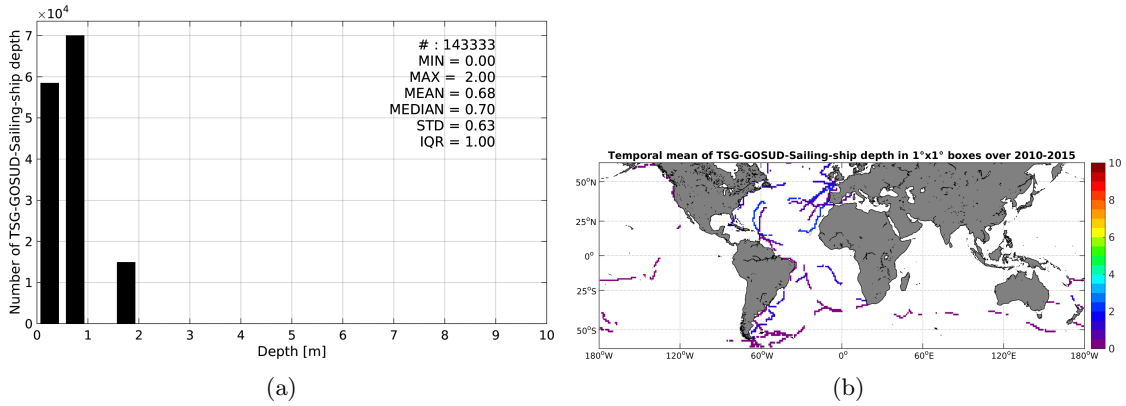 ×10⁴
7
6
5
4
3
2
1
0
Number of TSG-GOSUD-Sailing-ship depth
# : 143333
MIN = 0.00
MAX = 2.00
MEAN = 0.68
MEDIAN = 0.70
STD = 0.63
IQR = 1.00
0 1 2 3 4 5 6 7 8 9 10
Depth [m]
(a)
Temporal mean of TSG-GOSUD-Sailing-ship depth in 1°x1° boxes over 2010-2015
50°N
25°N
0°
25°S
50°S
180°W 120°W 60°W 0° 60°E 120°E 180°W
10
8
6
4
2
0
(b)